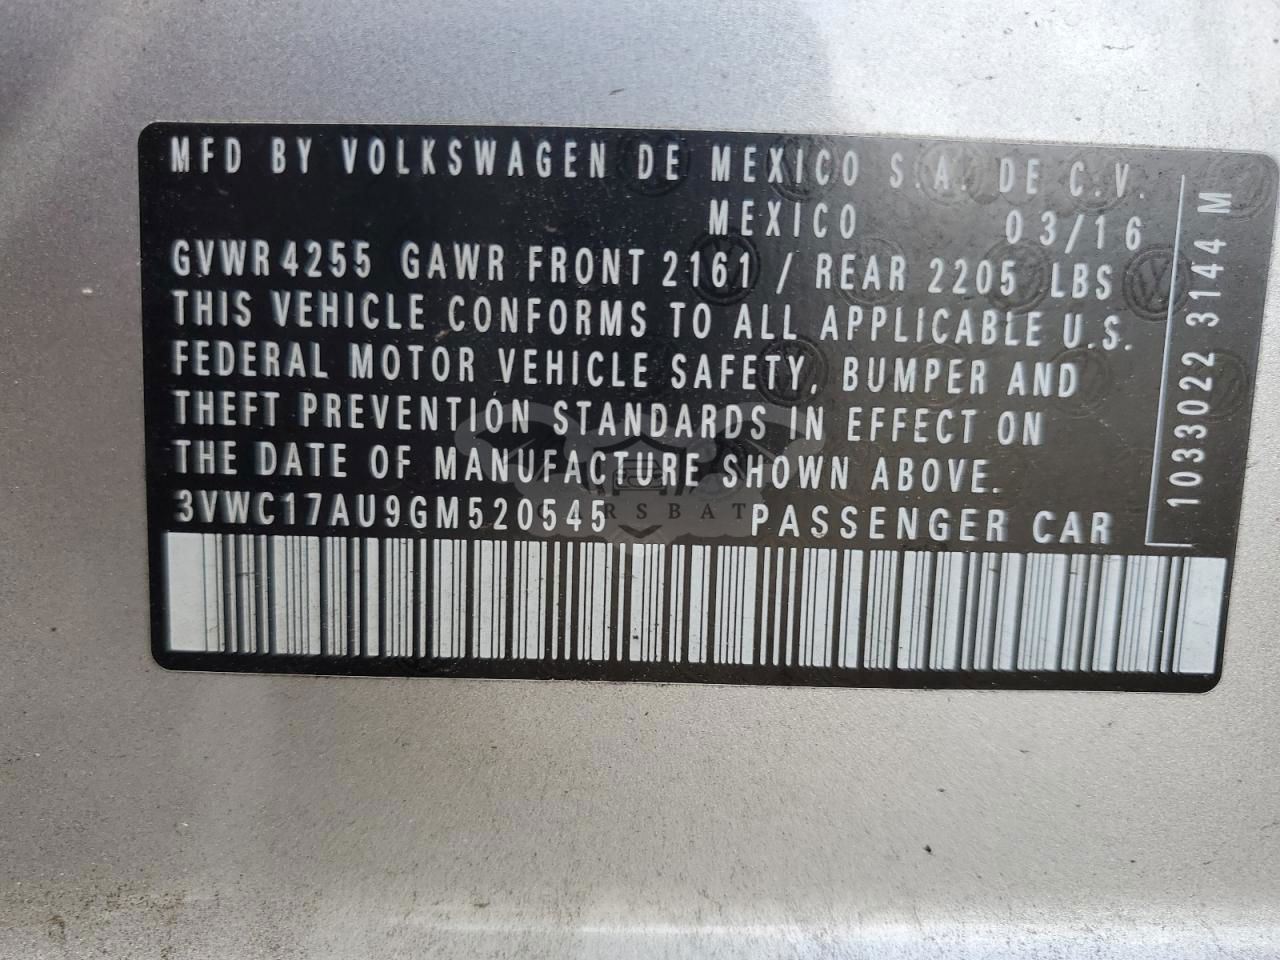 MFD BY VOLKSWAGEN DE MEXICO S.A. DE C.V.
MEXICO 03/16
GVWR 4255 GAWR FRONT 2161 / REAR 2205 LBS
THIS VEHICLE CONFORMS TO ALL APPLICABLE U.S.
FEDERAL MOTOR VEHICLE SAFETY, BUMPER AND
THEFT PREVENTION STANDARDS IN EFFECT ON
THE DATE OF MANUFACTURE SHOWN ABOVE.
3VWC17AU9GM520545 PASSENGER CAR
1033022 3144 M
CARSBAT